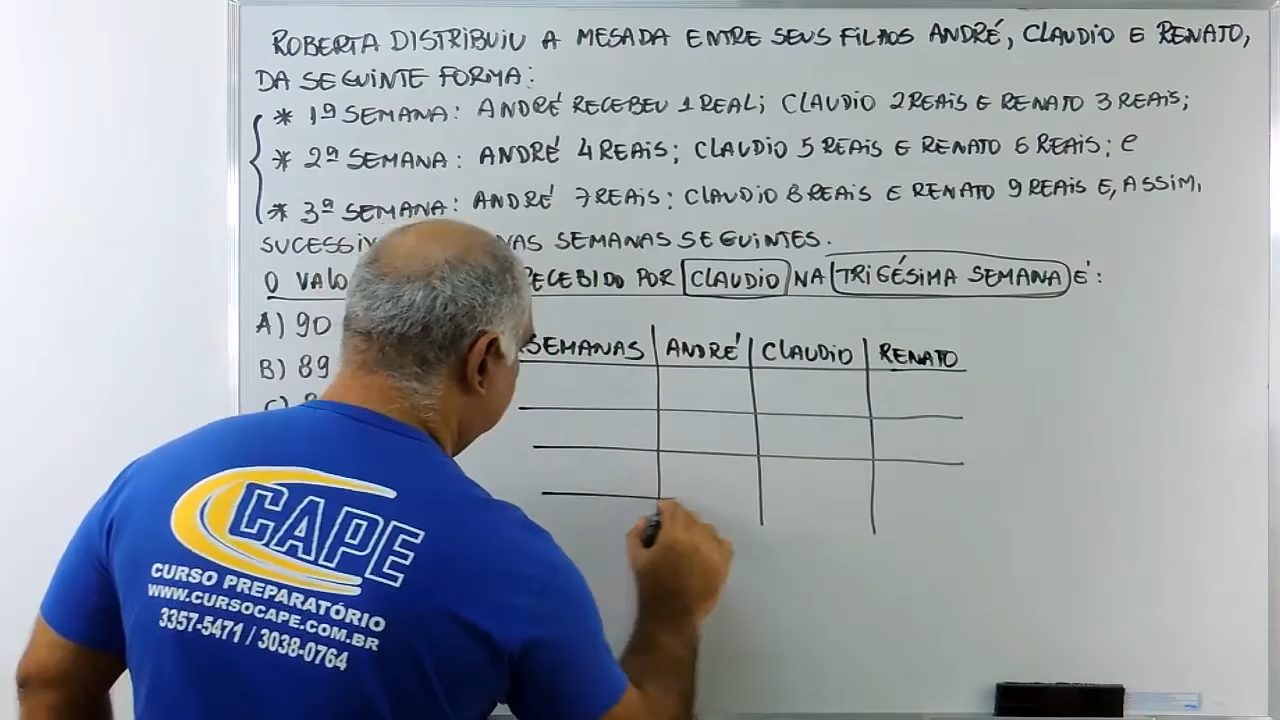 ROBERTA DISTRIBUIU A MESADA ENTRE SEUS FILHOS ANDRÉ, CLAUDIO E RENATO,
DA SEGUINTE FORMA:
* 1ª SEMANA: ANDRÉ RECEBEU 1 REAL; CLAUDIO 2 REAIS E RENATO 3 REAIS;
* 2ª SEMANA: ANDRÉ 4 REAIS; CLAUDIO 5 REAIS E RENATO 6 REAIS; e
* 3ª SEMANA: ANDRÉ 7 REAIS; CLAUDIO 8 REAIS E RENATO 9 REAIS E, ASSIM,
NAS SEMANAS SEGUINTES.
O RECEBIDO POR CLAUDIO NA TRIGÉSIMA SEMANA É:
A) 90
B) 89
SEMANAS ANDRÉ CLAUDIO RENATO
CAPE
CURSO PREPARATÓRIO
WWW.CURSOCAPE.COM.BR
3357-5471 / 3038-0764